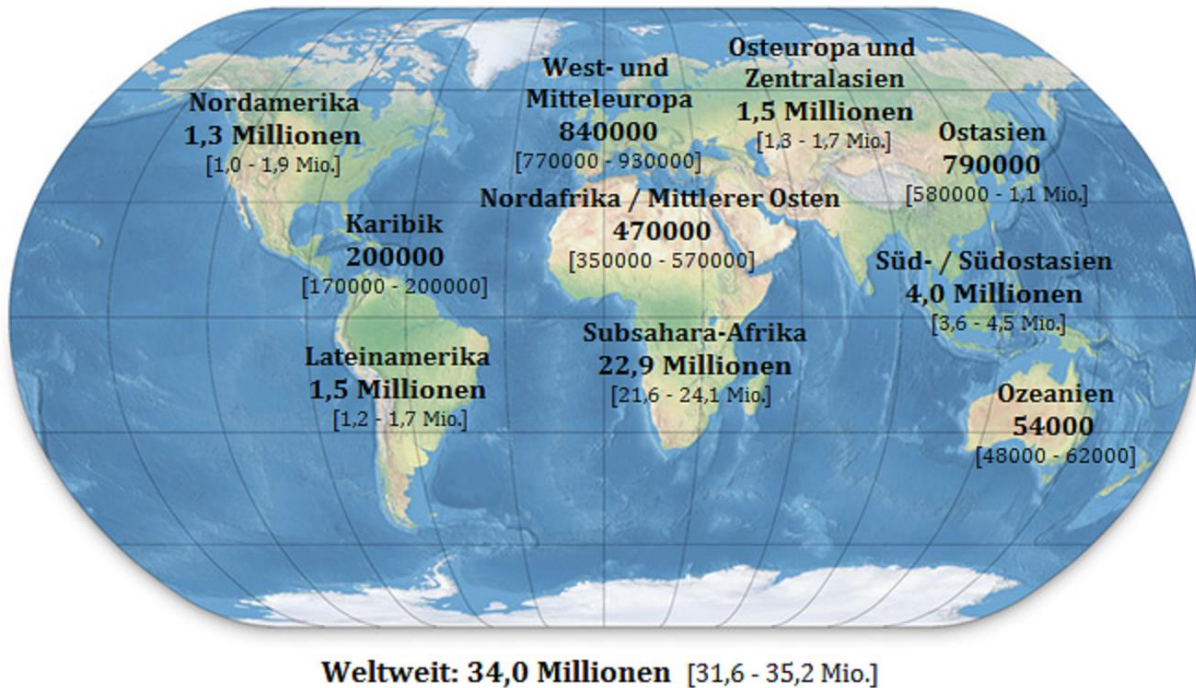 Nordamerika
1,3 Millionen
[1,0 - 1,9 Mio.]
West- und
Mitteleuropa
840000
[770000 - 930000]
Osteuropa und
Zentralasien
1,5 Millionen
[1,3 - 1,7 Mio.]
Ostasien
790000
[580000 - 1,1 Mio.]
Karibik
200000
[170000 - 200000]
Nordafrika / Mittlerer Osten
470000
[350000 - 570000]
Süd- / Südostasien
4,0 Millionen
[3,6 - 4,5 Mio.]
Lateinamerika
1,5 Millionen
[1,2 - 1,7 Mio.]
Subsahara-Afrika
22,9 Millionen
[21,6 - 24,1 Mio.]
Ozeanien
54000
[48000 - 62000]
Weltweit: 34,0 Millionen [31,6 - 35,2 Mio.]